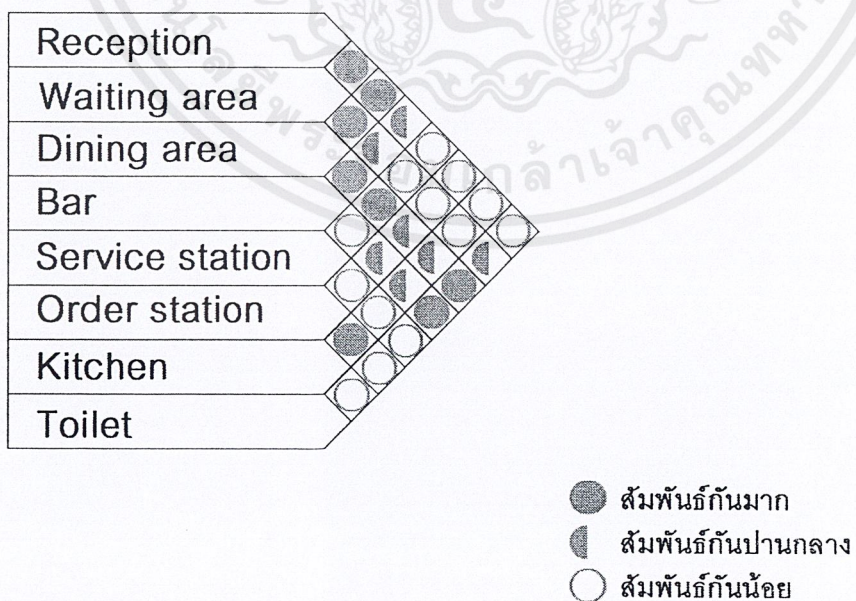 Reception
Waiting area
Dining area
Bar
Service station
Order station
Kitchen
Toilet
สัมพันธ์กันมาก
สัมพันธ์กันปานกลาง
สัมพันธ์กันน้อย